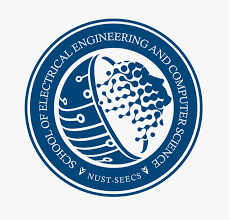 SCHOOL OF ELECTRICAL ENGINEERING AND COMPUTER SCIENCE
NUST-SEECS